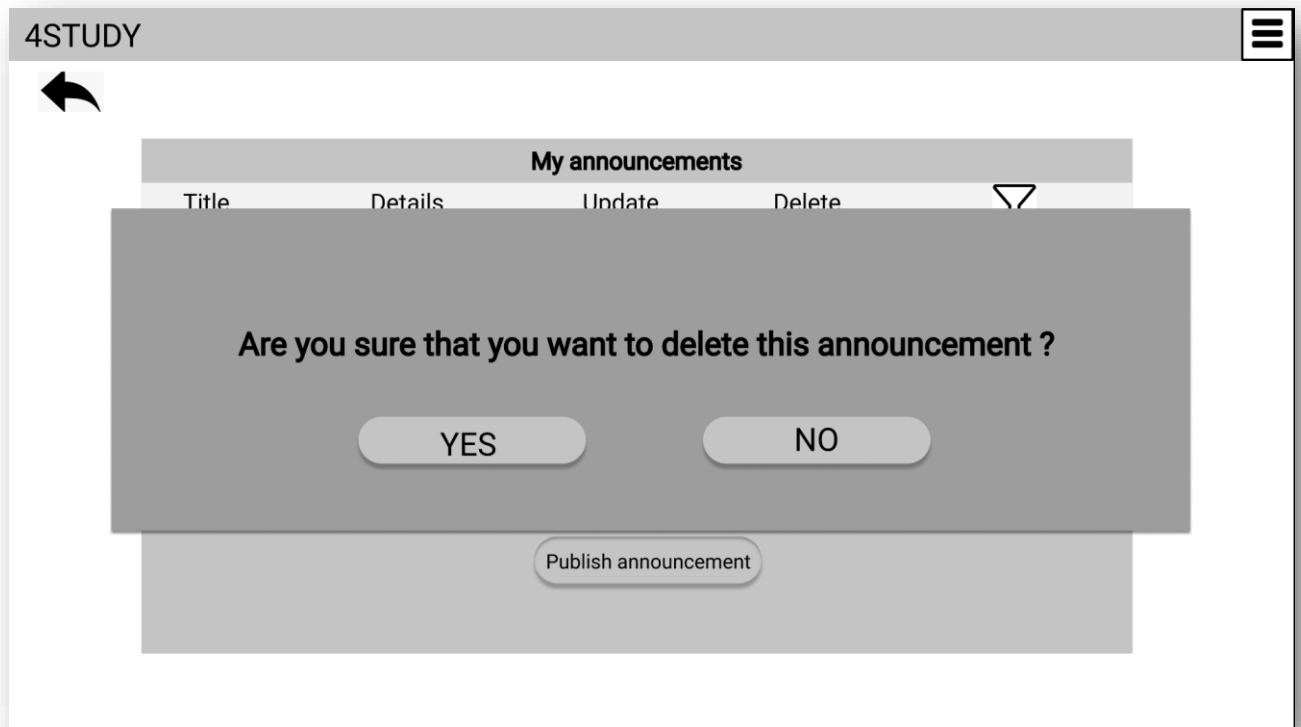 4STUDY
My announcements
Title Details Update Delete
Are you sure that you want to delete this announcement ?
YES NO
Publish announcement